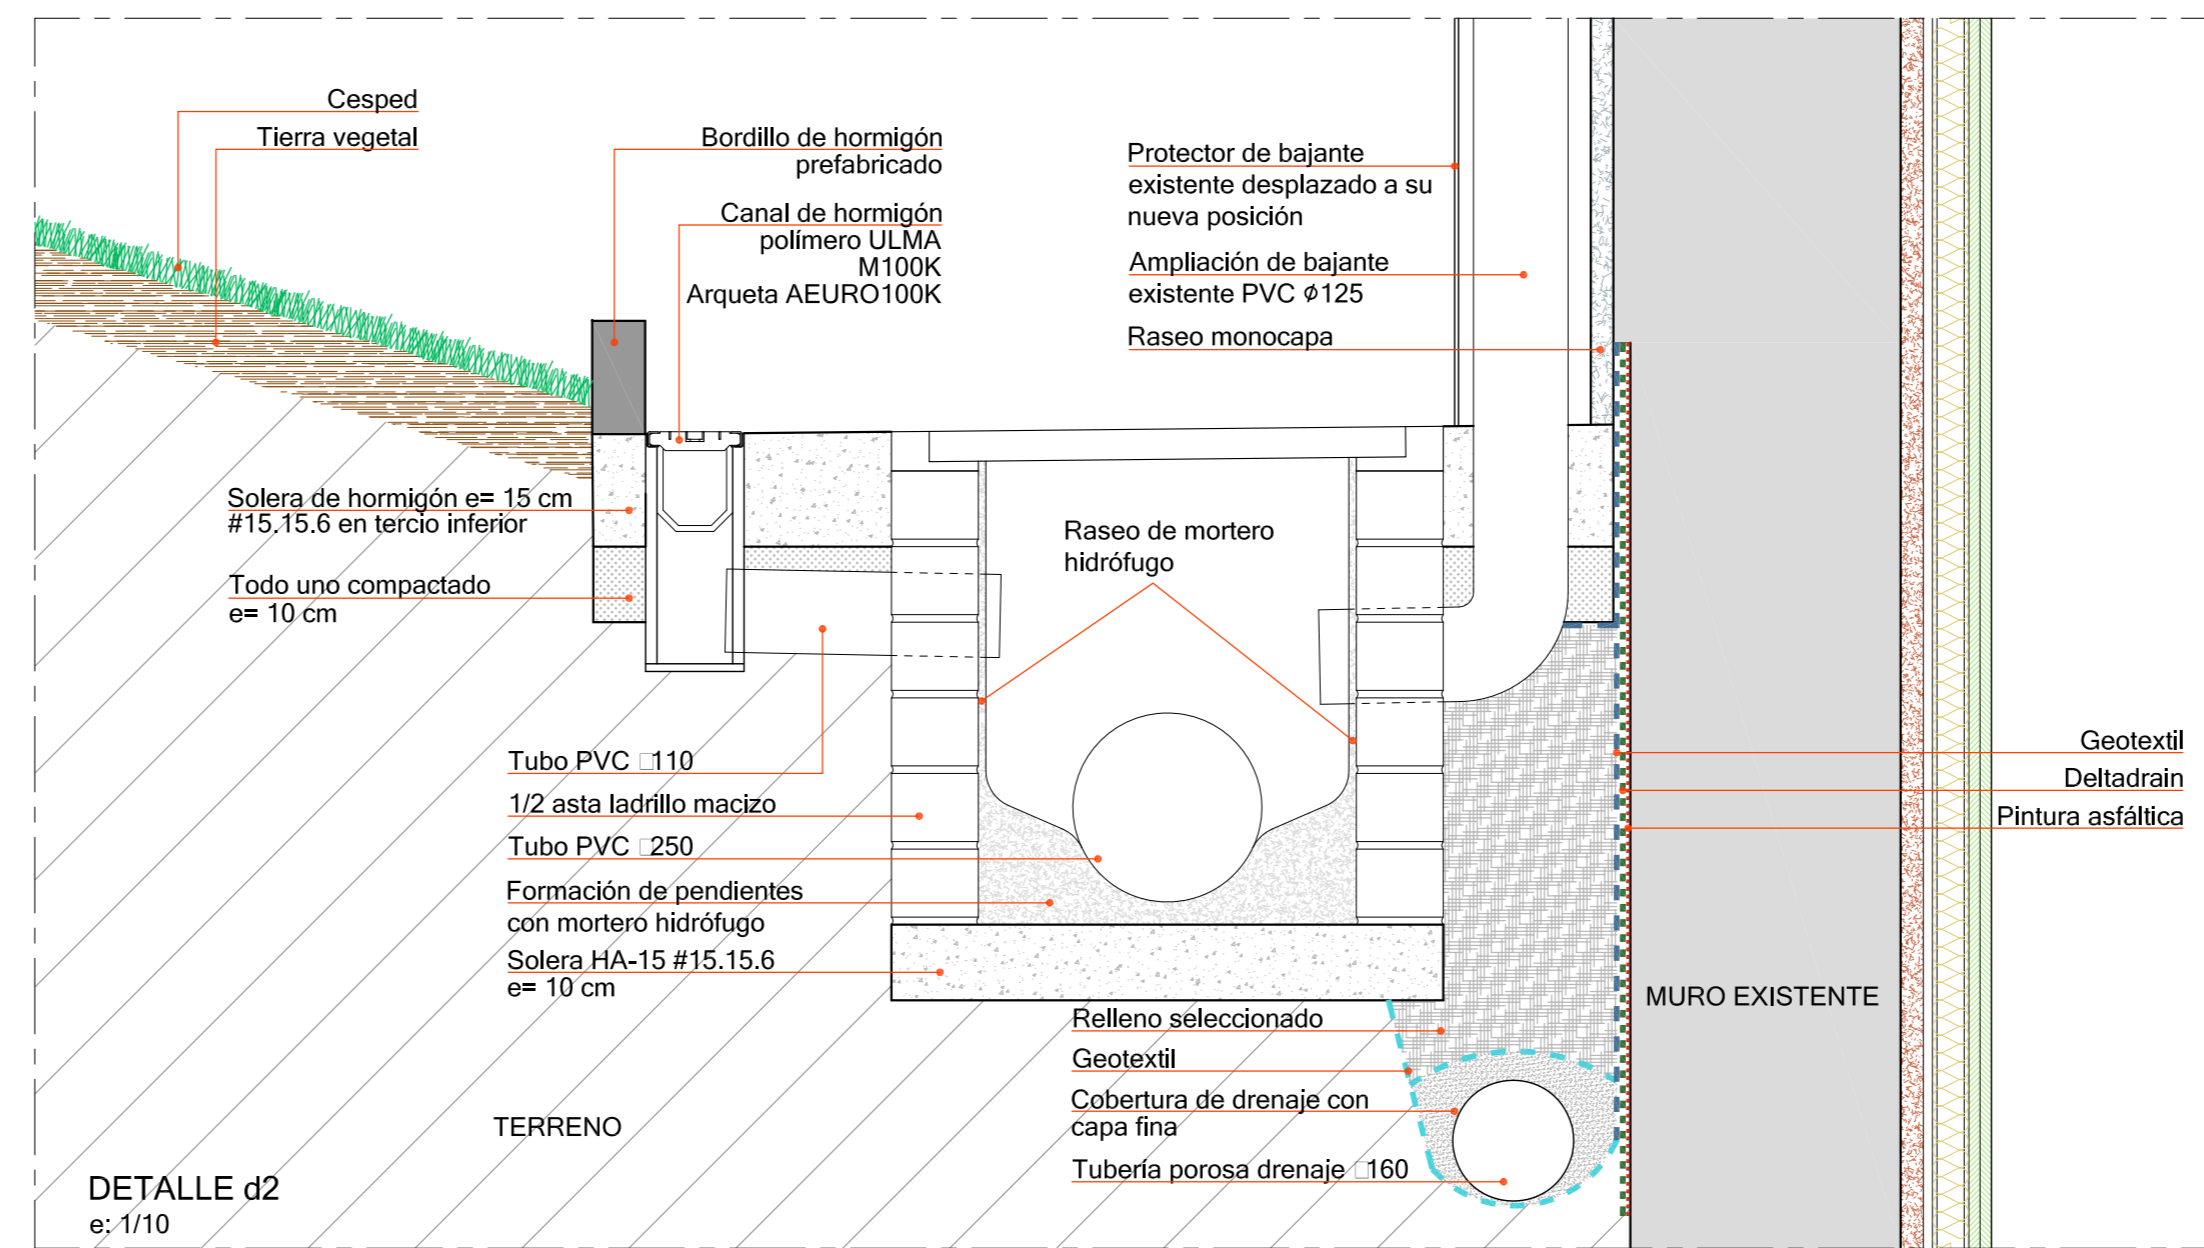 Cesped
Tierra vegetal
Bordillo de hormigón
prefabricado
Canal de hormigón
polímero ULMA
M100K
Arqueta AEURO100K
Protector de bajante
existente desplazado a su
nueva posición
Ampliación de bajante
existente PVC Ø125
Raseo monocapa
Solera de hormigón e= 15 cm
#15.15.6 en tercio inferior
Todo uno compactado
e= 10 cm
Raseo de mortero
hidrófugo
Tubo PVC □110
1/2 asta ladrillo macizo
Tubo PVC □250
Formación de pendientes
con mortero hidrófugo
Solera HA-15 #15.15.6
e= 10 cm
Geotextil
Deltadrain
Pintura asfáltica
MURO EXISTENTE
Relleno seleccionado
Geotextil
Cobertura de drenaje con
capa fina
Tubería porosa drenaje □160
TERRENO
DETALLE d2
e: 1/10